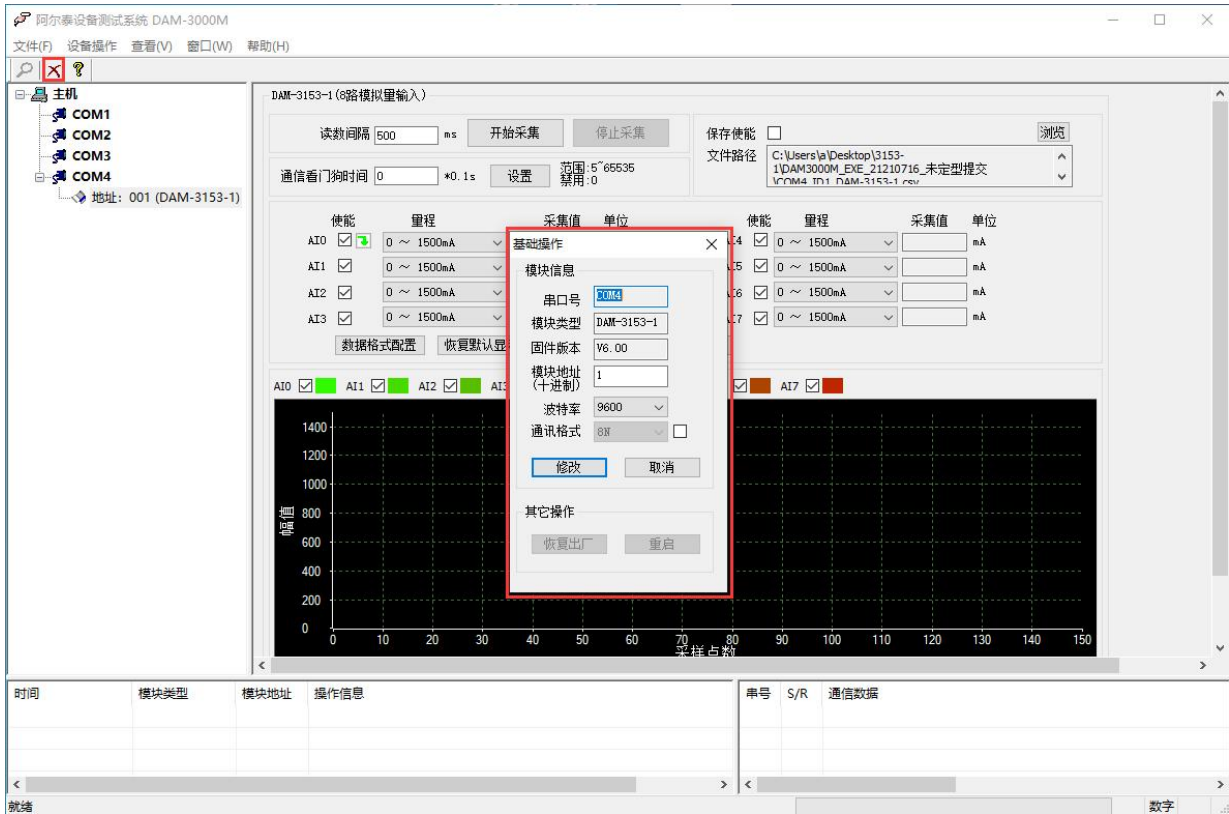 阿尔泰设备测试系统 DAM-3000M
文件(F) 设备操作 查看(V) 窗口(W) 帮助(H)
主机
COM1
COM2
COM3
COM4
地址：001 (DAM-3153-1)
DAM-3153-1(8路模拟里输入)
读数间隔 500 ms 开始采集 停止采集
通信看门狗时间 0 *0.1s 设置 范围:5~65535
禁用:0
保存使能 浏览
文件路径 C:\Users\a\Desktop\3153-
1\DAM3000M_EXE_21210716_未定型提交
\COM4_ID1_DAM-3153-1.csv
使能 量程 采集值 单位 使能 量程 采集值 单位
AI0 0 ～ 1500mA 4 0 ～ 1500mA mA
AI1 0 ～ 1500mA I5 0 ～ 1500mA mA
AI2 0 ～ 1500mA I6 0 ～ 1500mA mA
AI3 0 ～ 1500mA 7 0 ～ 1500mA mA
数据格式配置 恢复默认显
AI0 AI1 AI2 AI AI7
基础操作
模块信息
串口号 COM4
模块类型 DAM-3153-1
固件版本 V6.00
模块地址 1
(十进制)
波特率 9600
通讯格式 8N
修改 取消
其它操作
恢复出厂 重启
幅值
1400
1200
1000
800
600
400
200
0
0 10 20 30 40 50 60 70 80 90 100 110 120 130 140 150
采样点数
时间 模块类型 模块地址 操作信息
串号 S/R 通信数据
就绪 数字